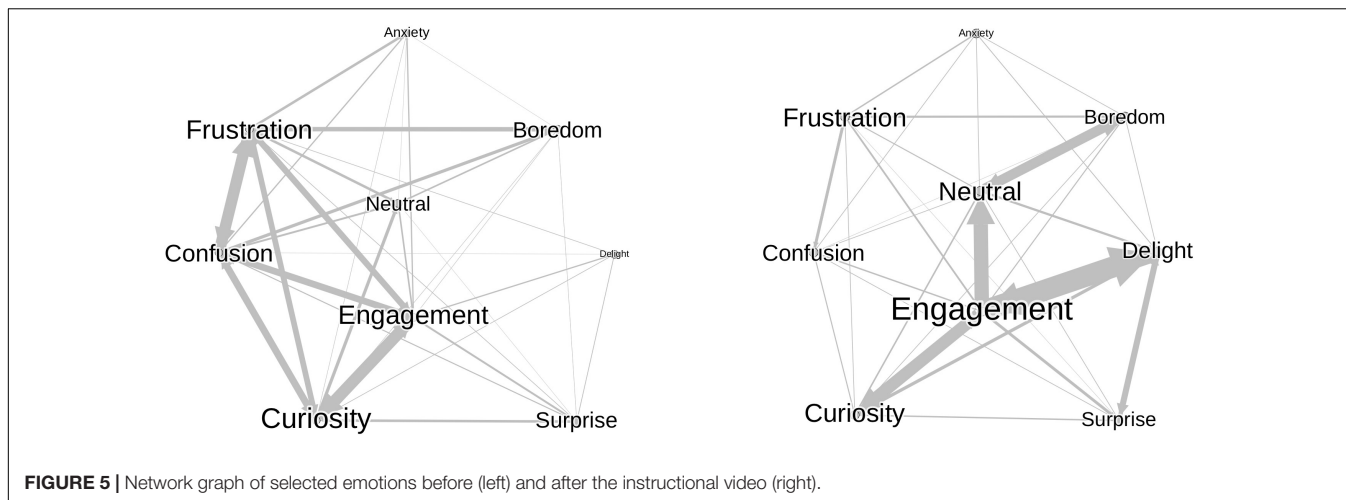 Anxiety
Frustration
Boredom
Neutral
Confusion
Delight
Engagement
Curiosity
Surprise
Anxiety
Frustration
Boredom
Neutral
Confusion
Delight
Engagement
Curiosity
Surprise
FIGURE 5 | Network graph of selected emotions before (left) and after the instructional video (right).